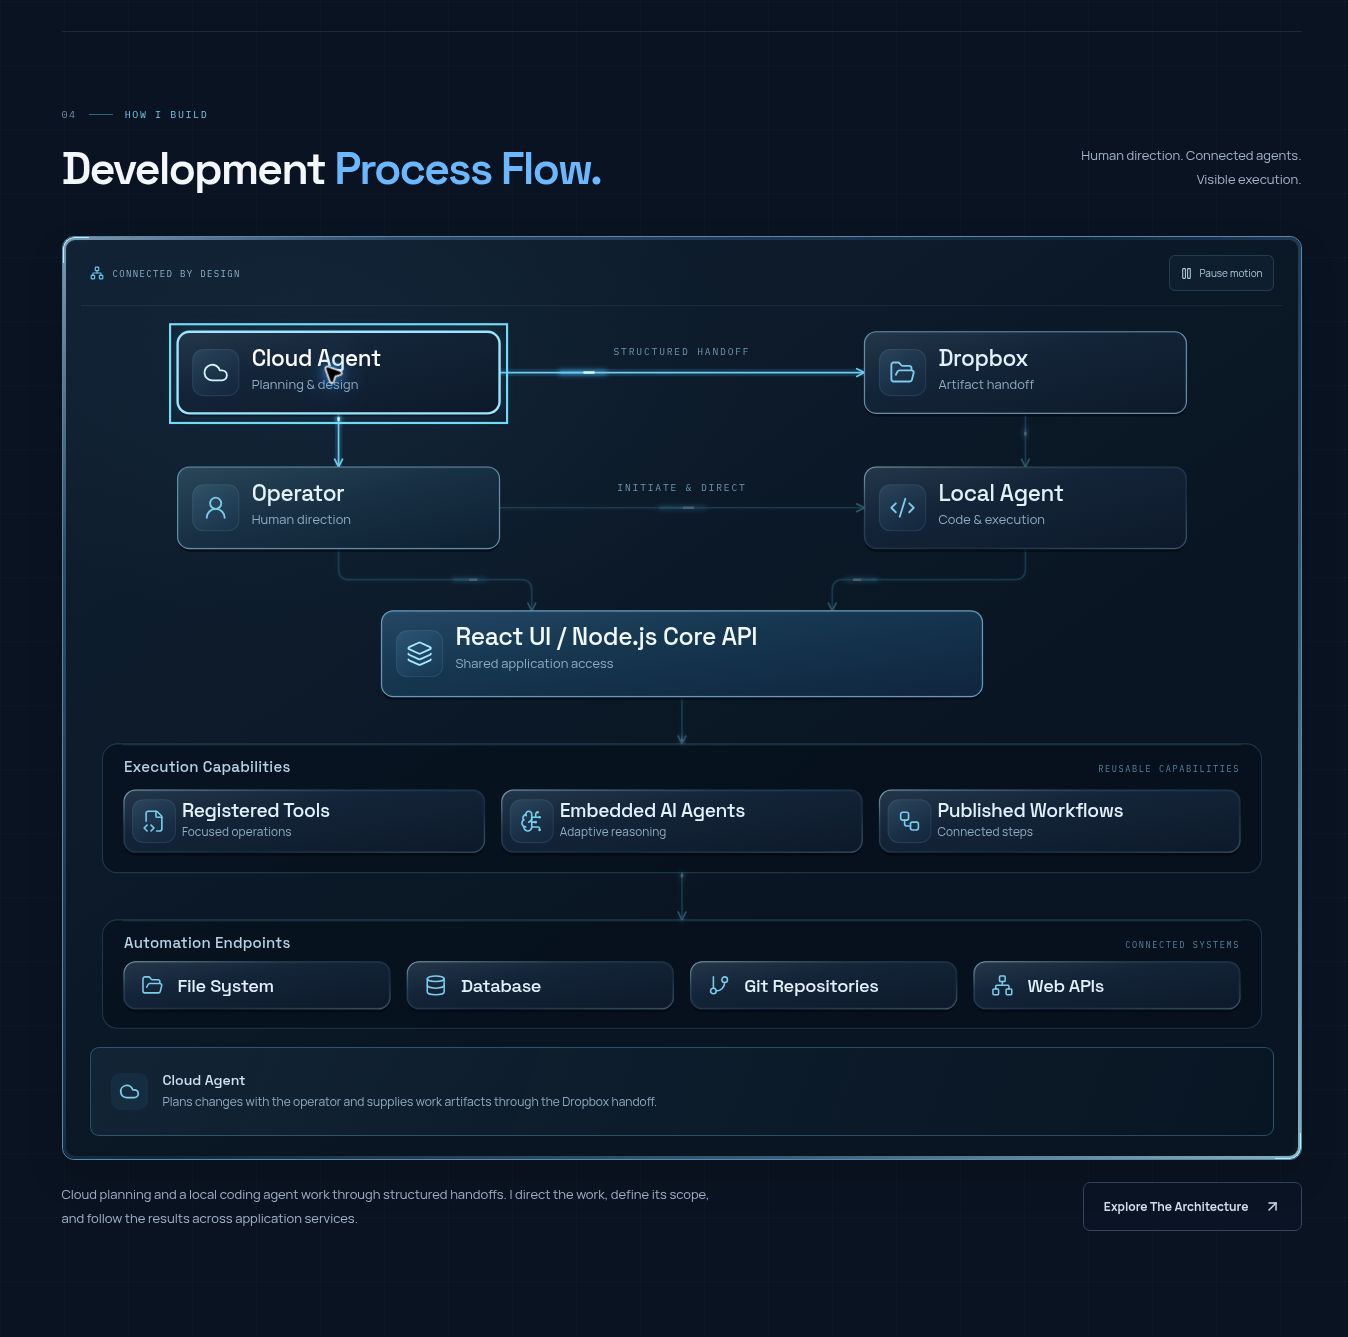 04 HOW I BUILD
Development Process Flow.
Human direction. Connected agents.
Visible execution.
CONNECTED BY DESIGN
Pause motion
Cloud Agent
Planning & design
STRUCTURED HANDOFF
Dropbox
Artifact handoff
Operator
Human direction
INITIATE & DIRECT
Local Agent
Code & execution
React UI / Node.js Core API
Shared application access
Execution Capabilities
REUSABLE CAPABILITIES
Registered Tools
Focused operations
Embedded AI Agents
Adaptive reasoning
Published Workflows
Connected steps
Automation Endpoints
CONNECTED SYSTEMS
File System
Database
Git Repositories
Web APIs
Cloud Agent
Plans changes with the operator and supplies work artifacts through the Dropbox handoff.
Cloud planning and a local coding agent work through structured handoffs. I direct the work, define its scope,
and follow the results across application services.
Explore The Architecture